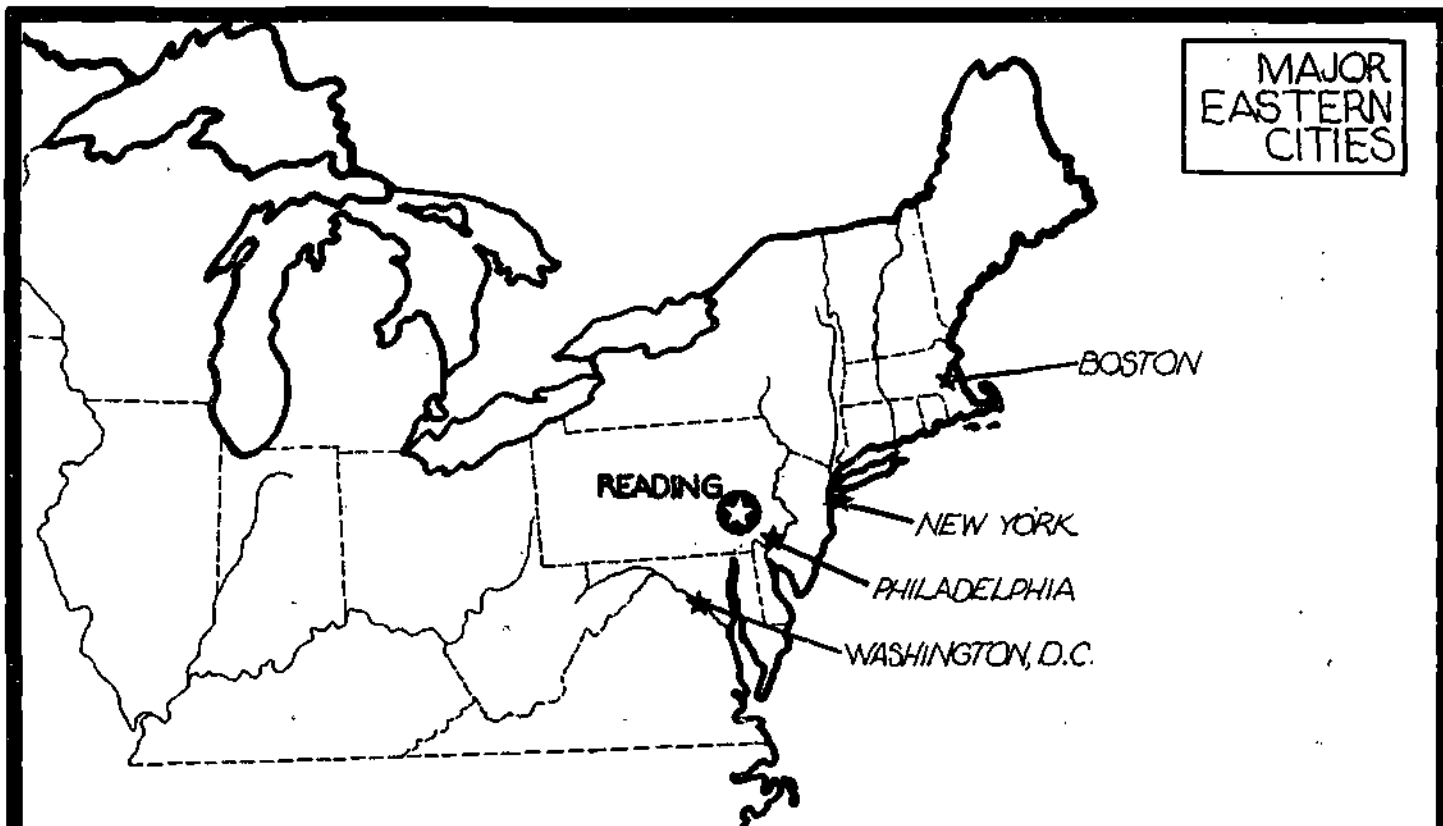 MAJOR
EASTERN
CITIES
BOSTON
READING
NEW YORK
PHILADELPHIA
WASHINGTON, D.C.